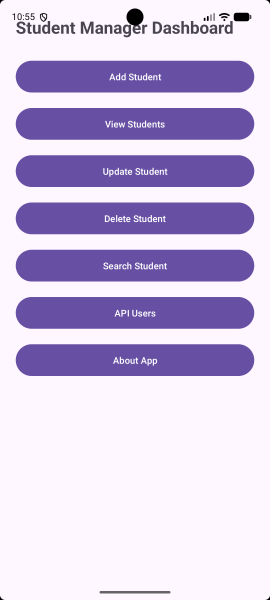 10:55
Student Manager Dashboard
Add Student
View Students
Update Student
Delete Student
Search Student
API Users
About App